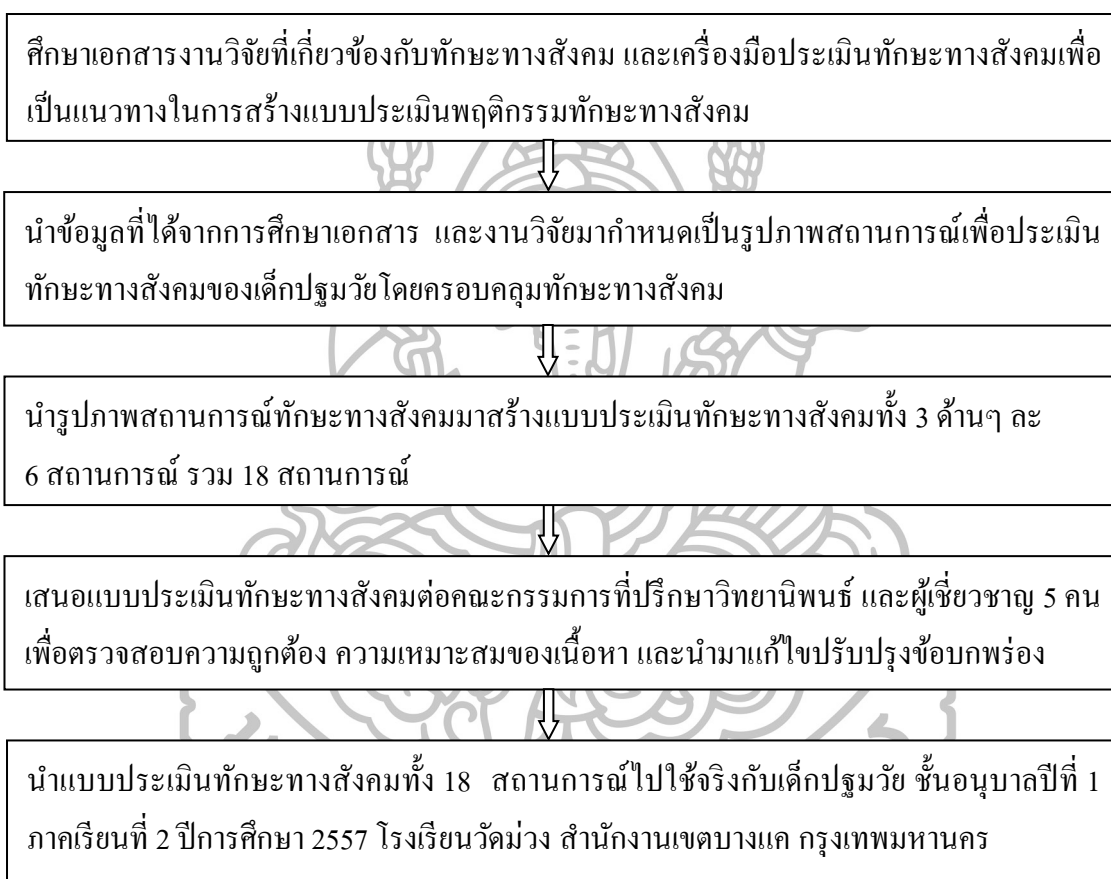 ศึกษาเอกสารงานวิจัยที่เกี่ยวข้องกับทักษะทางสังคม และเครื่องมือประเมินทักษะทางสังคมเพื่อ
เป็นแนวทางในการสร้างแบบประเมินพฤติกรรมทักษะทางสังคม
นำข้อมูลที่ได้จากการศึกษาเอกสาร และงานวิจัยมากำหนดเป็นรูปภาพสถานการณ์เพื่อประเมิน
ทักษะทางสังคมของเด็กปฐมวัยโดยครอบคลุมทักษะทางสังคม
นำรูปภาพสถานการณ์ทักษะทางสังคมมาสร้างแบบประเมินทักษะทางสังคมทั้ง 3 ด้านๆ ละ
6 สถานการณ์ รวม 18 สถานการณ์
เสนอแบบประเมินทักษะทางสังคมต่อคณะกรรมการที่ปรึกษาวิทยานิพนธ์ และผู้เชี่ยวชาญ 5 คน
เพื่อตรวจสอบความถูกต้อง ความเหมาะสมของเนื้อหา และนำมาแก้ไขปรับปรุงข้อบกพร่อง
นำแบบประเมินทักษะทางสังคมทั้ง 18 สถานการณ์ไปใช้จริงกับเด็กปฐมวัย ชั้นอนุบาลปีที่ 1
ภาคเรียนที่ 2 ปีการศึกษา 2557 โรงเรียนวัดม่วง สำนักงานเขตบางแค กรุงเทพมหานคร